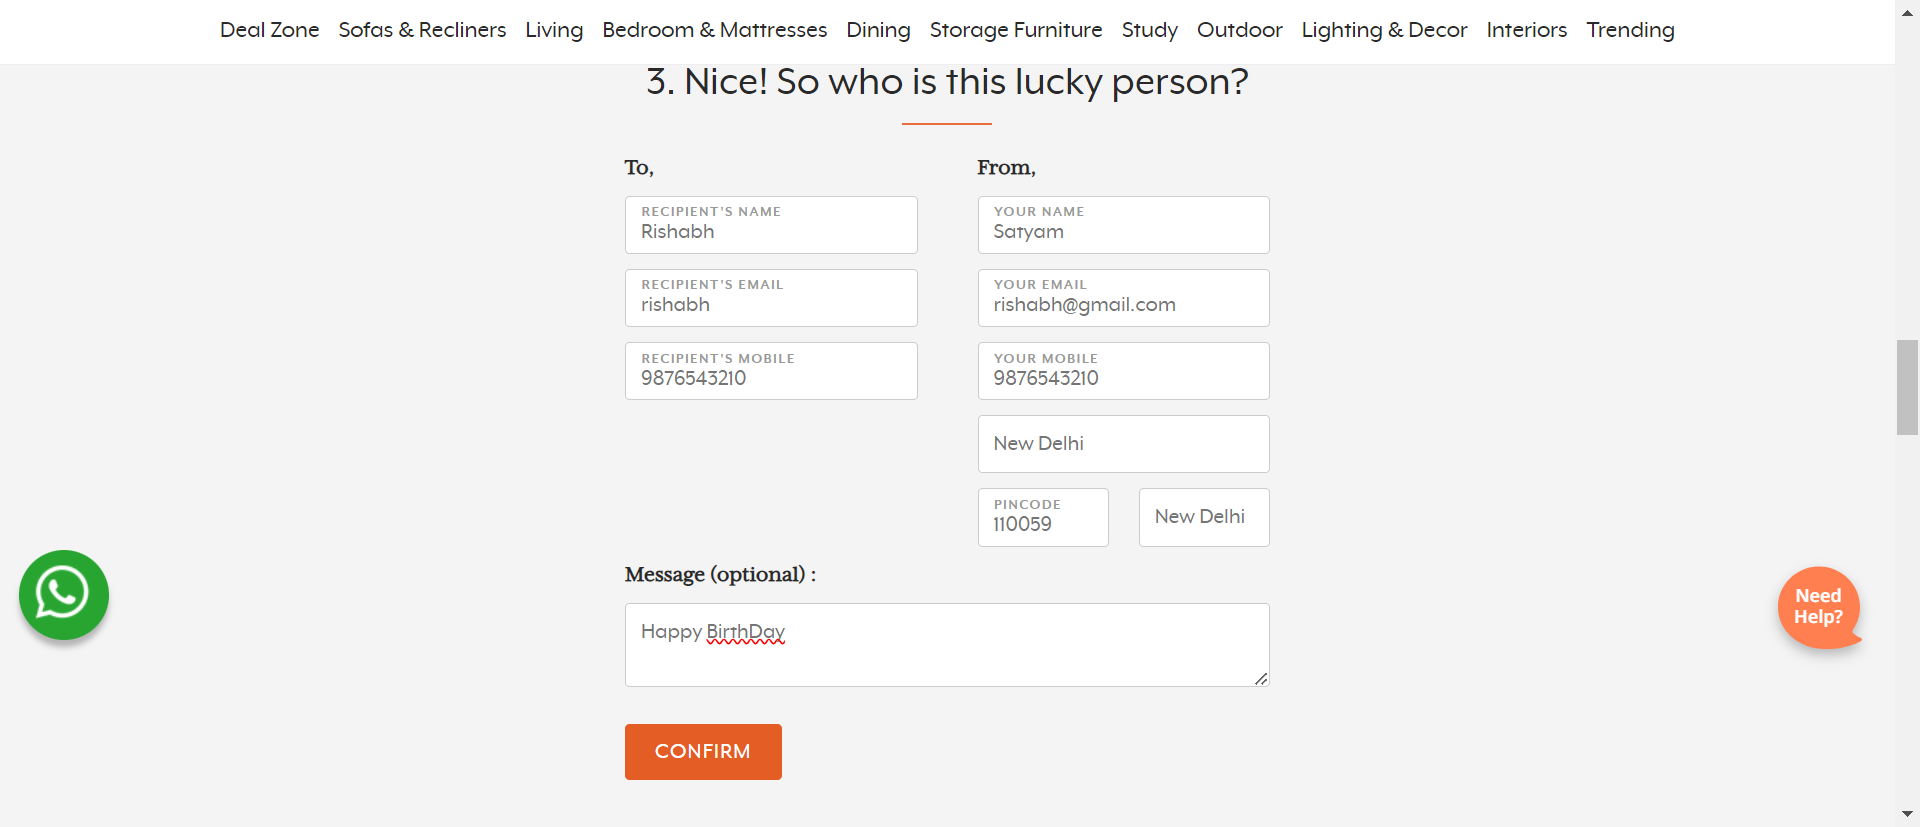 Deal Zone Sofas & Recliners Living Bedroom & Mattresses Dining Storage Furniture Study Outdoor Lighting & Decor Interiors Trending
3. Nice! So who is this lucky person?
To,
RECIPIENT'S NAME
Rishabh
RECIPIENT'S EMAIL
rishabh
RECIPIENT'S MOBILE
9876543210
From,
YOUR NAME
Satyam
YOUR EMAIL
rishabh@gmail.com
YOUR MOBILE
9876543210
New Delhi
PINCODE
110059
New Delhi
Message (optional) :
Happy BirthDay
CONFIRM
Need
Help?